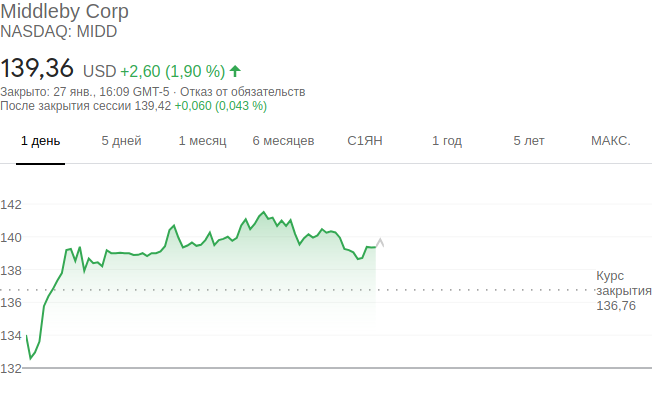 Middleby Corp
NASDAQ: MIDD
139,36 USD +2,60 (1,90 %)
Закрыто: 27 янв., 16:09 GMT-5 · Отказ от обязательств
После закрытия сессии 139,42 +0,060 (0,043 %)
1 день 5 дней 1 месяц 6 месяцев С1ЯН 1 год 5 лет МАКС.
142
140
138
136
134
132
Курс
закрытия
136,76